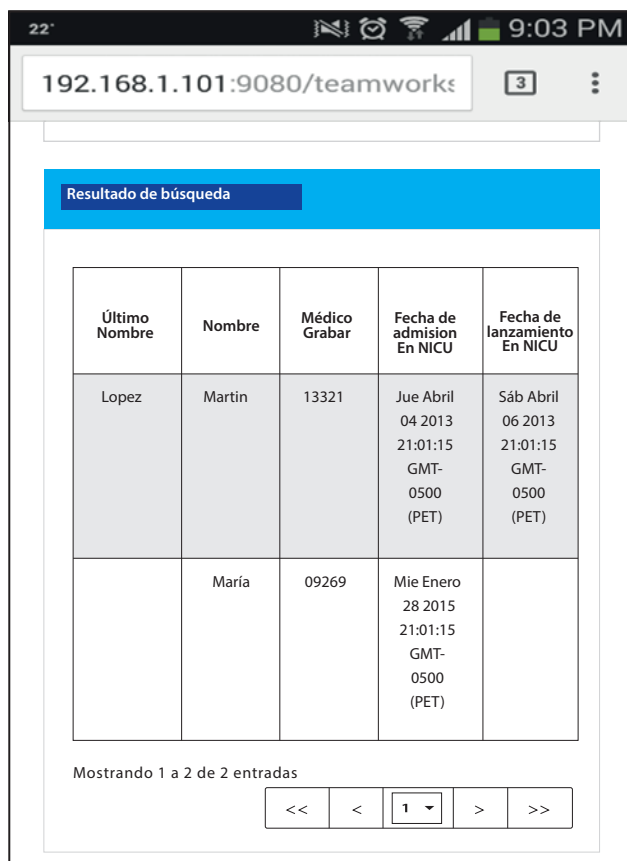 22°
9:03 PM
192.168.1.101:9080/teamworks
3
Resultado de búsqueda
Último Nombre
Nombre
Médico Grabar
Fecha de admision En NICU
Fecha de lanzamiento En NICU
Lopez
Martin
13321
Jue Abril
04 2013
21:01:15
GMT-
0500
(PET)
Sáb Abril
06 2013
21:01:15
GMT-
0500
(PET)
María
09269
Mie Enero
28 2015
21:01:15
GMT-
0500
(PET)
Mostrando 1 a 2 de 2 entradas
<< < 1 > >>